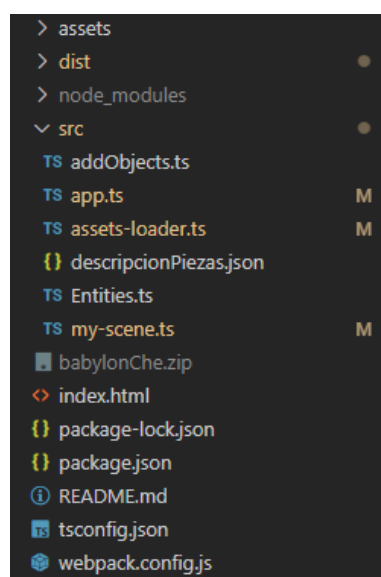 assets
dist
node_modules
src
TS addObjects.ts
TS app.ts M
TS assets-loader.ts M
{} descripcionPiezas.json
TS Entities.ts
TS my-scene.ts M
babylonChe.zip
<> index.html
{} package-lock.json
{} package.json
README.md
TS tsconfig.json
webpack.config.js